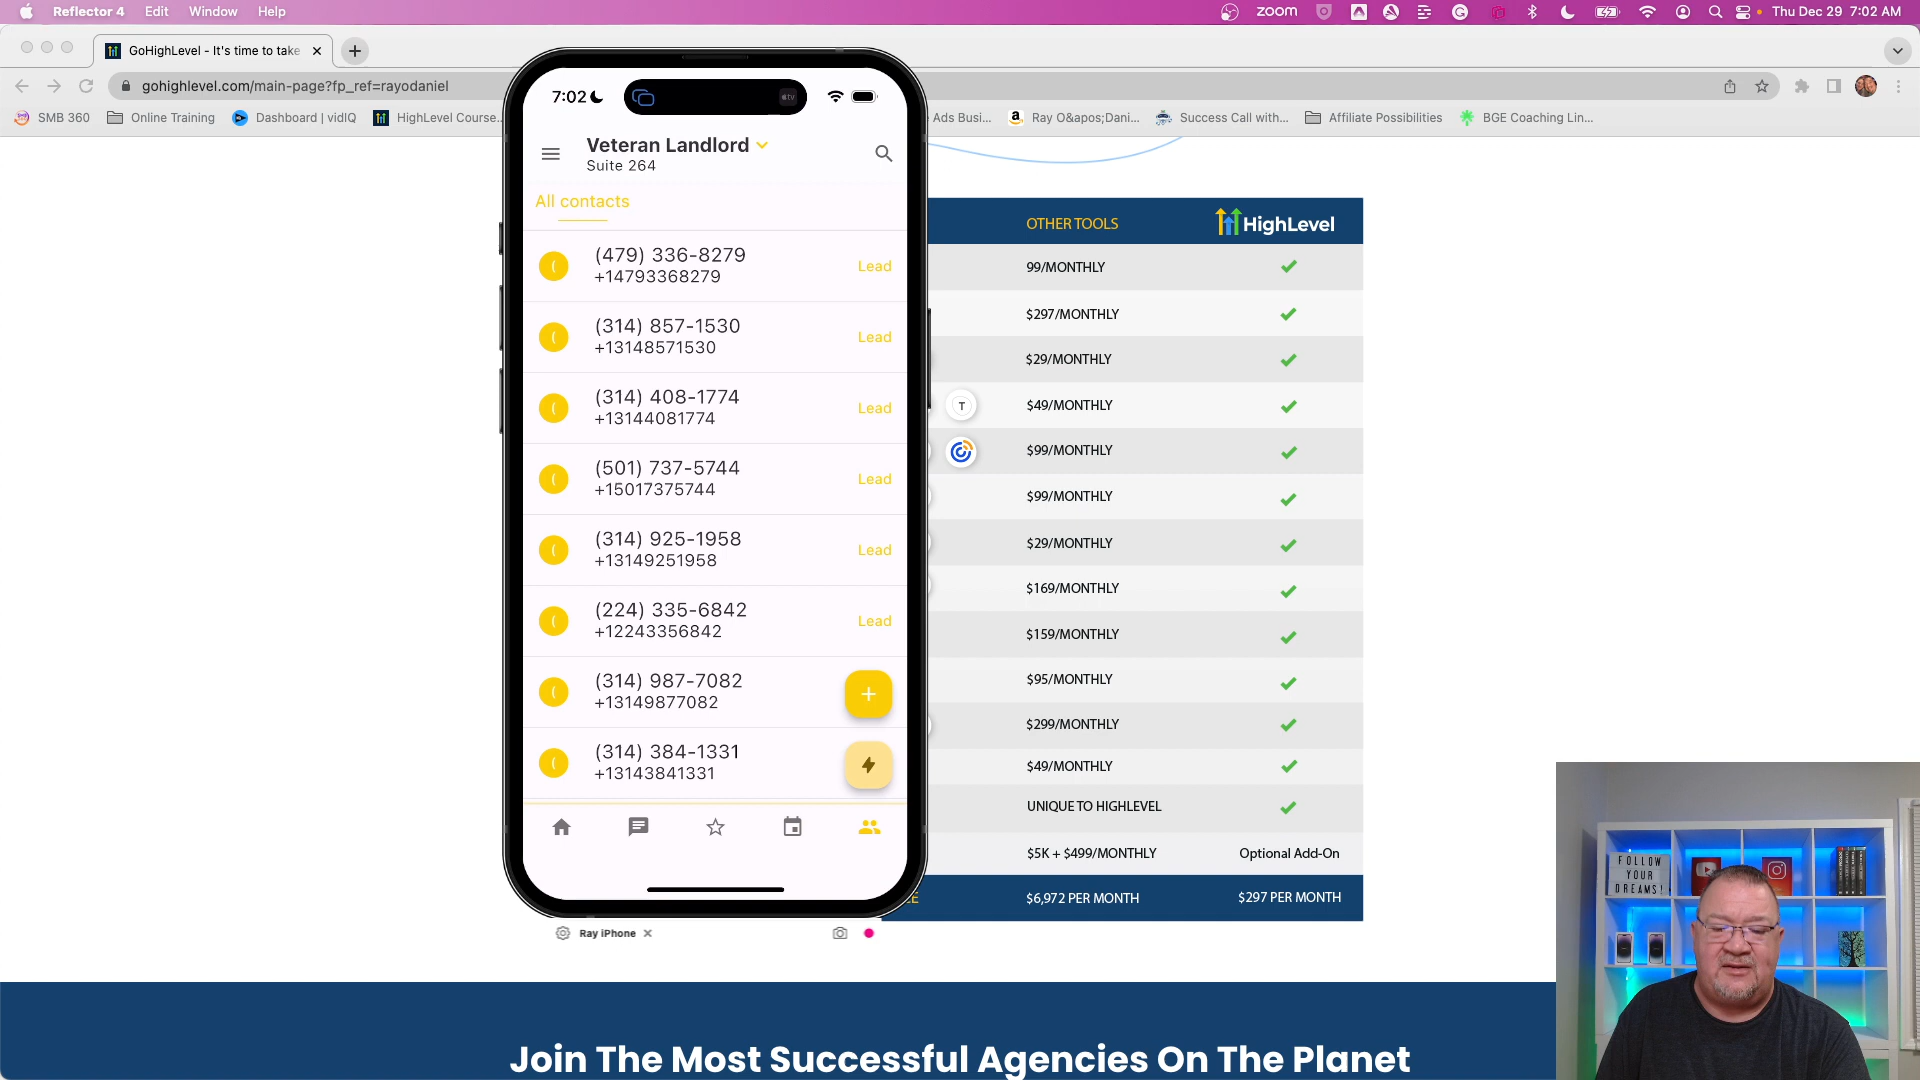 Reflector 4 Edit Window Help
zoom Thu Dec 29 7:02 AM
GoHighLevel - It's time to take
gohighlevel.com/main-page?fp_ref=rayodaniel
SMB 360 Online Training Dashboard | vidIQ HighLevel Course... Ads Busi... Ray O&apos;Dani... Success Call with... Affiliate Possibilities BGE Coaching Lin...
7:02
Veteran Landlord
Suite 264
All contacts
(479) 336-8279
+14793368279
Lead
(314) 857-1530
+13148571530
Lead
(314) 408-1774
+13144081774
Lead
(501) 737-5744
+15017375744
Lead
(314) 925-1958
+13149251958
Lead
(224) 335-6842
+12243356842
Lead
(314) 987-7082
+13149877082
(314) 384-1331
+13143841331
Ray iPhone
OTHER TOOLS HighLevel
99/MONTHLY
$297/MONTHLY
$29/MONTHLY
T $49/MONTHLY
$99/MONTHLY
$99/MONTHLY
$29/MONTHLY
$169/MONTHLY
$159/MONTHLY
$95/MONTHLY
$299/MONTHLY
$49/MONTHLY
UNIQUE TO HIGHLEVEL
$5K + $499/MONTHLY Optional Add-On
$6,972 PER MONTH $297 PER MONTH
FOLLOW
YOUR
DREAMS!
Join The Most Successful Agencies On The Planet